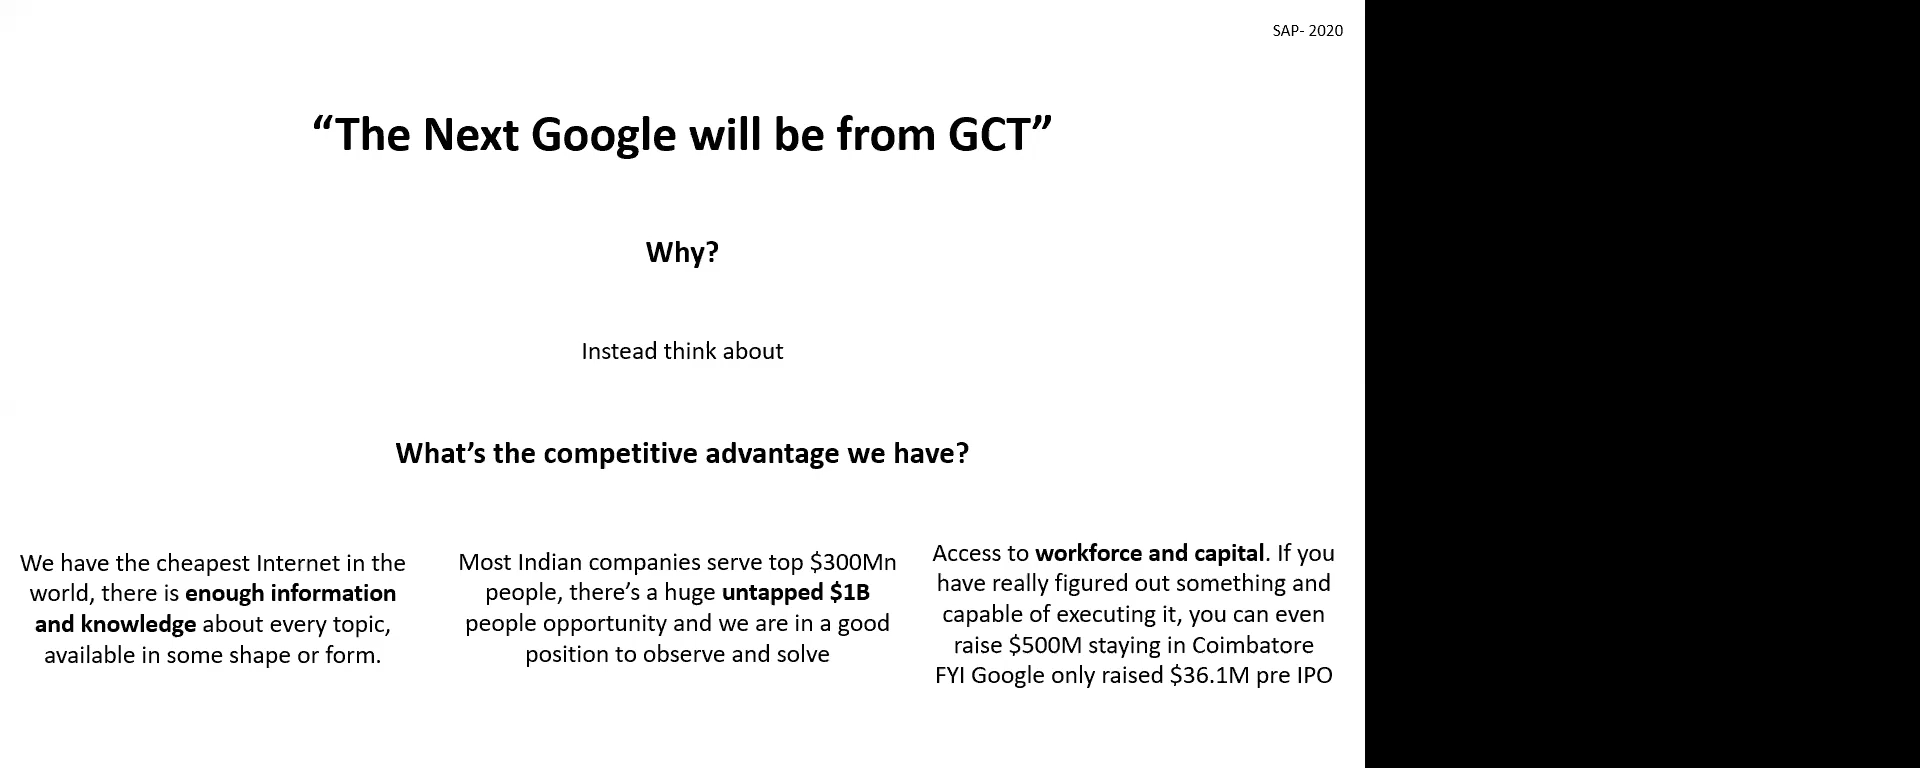 SAP- 2020
“The Next Google will be from GCT”
Why?
Instead think about
What’s the competitive advantage we have?
We have the cheapest Internet in the
world, there is enough information
and knowledge about every topic,
available in some shape or form.
Most Indian companies serve top $300Mn
people, there’s a huge untapped $1B
people opportunity and we are in a good
position to observe and solve
Access to workforce and capital. If you
have really figured out something and
capable of executing it, you can even
raise $500M staying in Coimbatore
FYI Google only raised $36.1M pre IPO